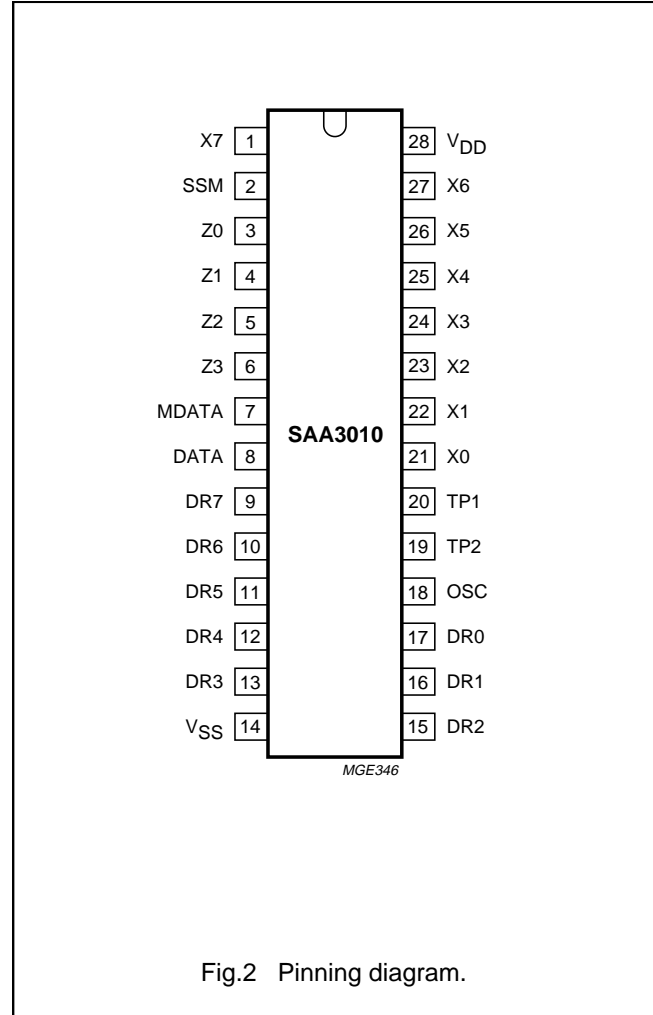 X7 1 28 VDD
SSM 2 27 X6
Z0 3 26 X5
Z1 4 25 X4
Z2 5 24 X3
Z3 6 23 X2
MDATA 7 22 X1
SAA3010
DATA 8 21 X0
DR7 9 20 TP1
DR6 10 19 TP2
DR5 11 18 OSC
DR4 12 17 DR0
DR3 13 16 DR1
VSS 14 15 DR2
MGE346
Fig.2 Pinning diagram.